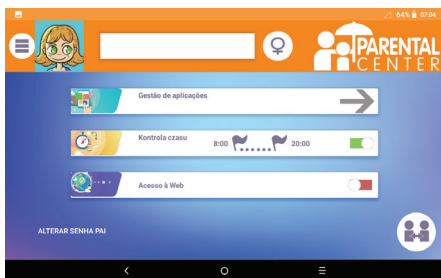 64% 07:04
PARENTAL
CENTER
Gestão de aplicações
Kontrola czasu
8:00 20:00
Acesso à Web
ALTERAR SENHA PAI